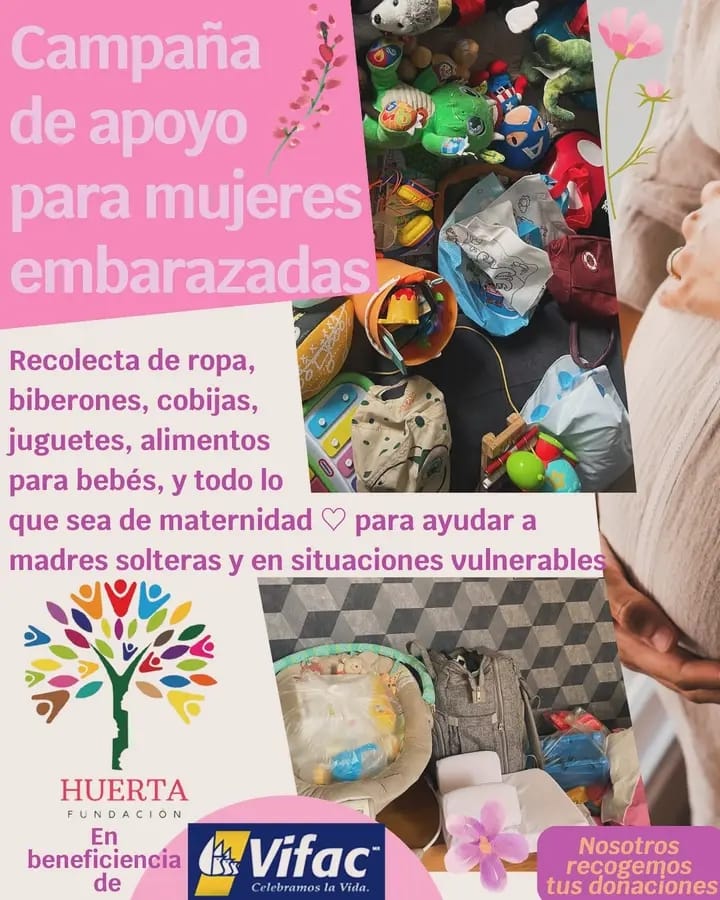 Campaña
de apoyo
para mujeres
embarazadas
Recolecta de ropa,
biberones, cobijas,
juguetes, alimentos
para bebés, y todo lo
que sea de maternidad ♡ para ayudar a
madres solteras y en situaciones vulnerables
HUERTA
FUNDACIÓN
En
beneficiencia
de
Vifac
Celebramos la Vida.
Nosotros
recogemos
tus donaciones